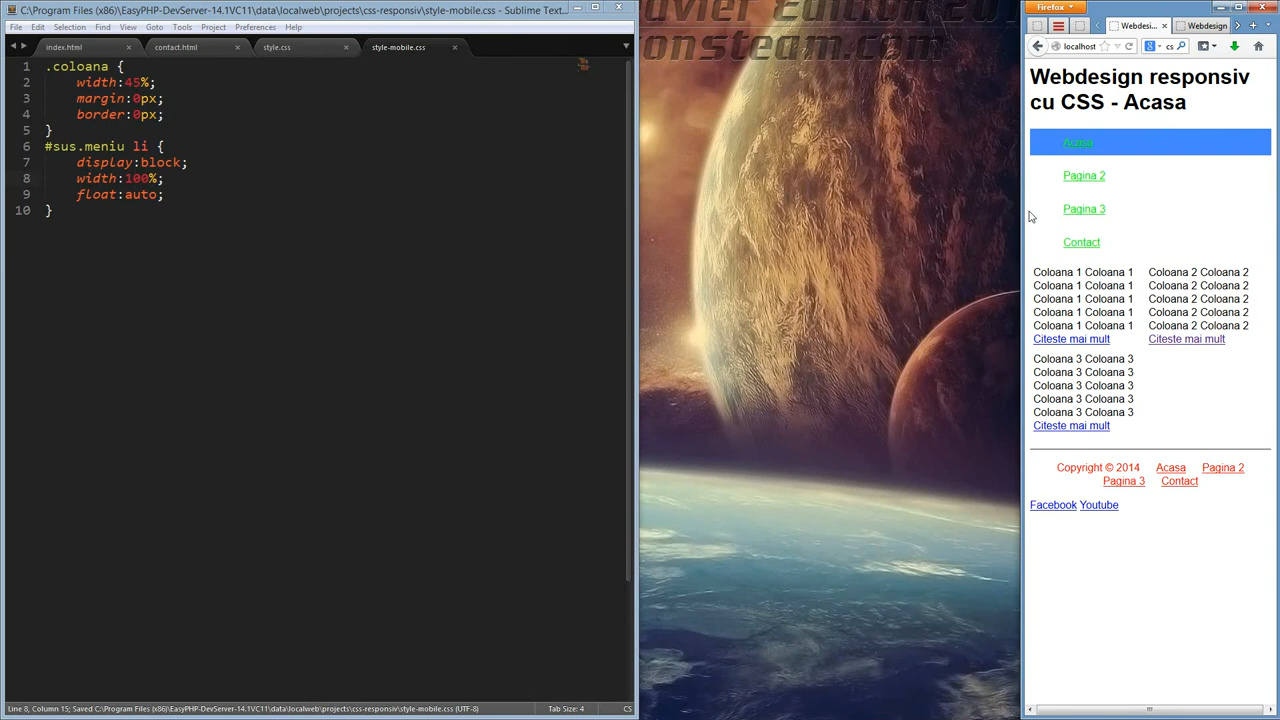 C:\Program Files (x86)\EasyPHP-DevServer-14.1VC11\data\localweb\projects\css-responsiv\style-mobile.css - Sublime Text...
File Edit Selection Find View Goto Tools Project Preferences Help
index.html
contact.html
style.css
style-mobile.css
1 .coloana {
2 width:45%;
3 margin:0px;
4 border:0px;
5 }
6 #sus.meniu li {
7 display:block;
8 width:100%;
9 float:auto;
10 }
Line 8, Column 15; Saved C:\Program Files (x86)\EasyPHP-DevServer-14.1VC11\data\localweb\projects\css-responsiv\style-mobile.css (UTF-8)
Tab Size: 4
CSS
onsteam.com
Firefox
Webdesi...
Webdesign
localhost
cs
Webdesign responsiv
cu CSS - Acasa
Acasa
Pagina 2
Pagina 3
Contact
Coloana 1 Coloana 1
Coloana 1 Coloana 1
Coloana 1 Coloana 1
Coloana 1 Coloana 1
Coloana 1 Coloana 1
Citeste mai mult
Coloana 2 Coloana 2
Coloana 2 Coloana 2
Coloana 2 Coloana 2
Coloana 2 Coloana 2
Coloana 2 Coloana 2
Citeste mai mult
Coloana 3 Coloana 3
Coloana 3 Coloana 3
Coloana 3 Coloana 3
Coloana 3 Coloana 3
Coloana 3 Coloana 3
Citeste mai mult
Copyright © 2014 Acasa Pagina 2
Pagina 3 Contact
Facebook Youtube